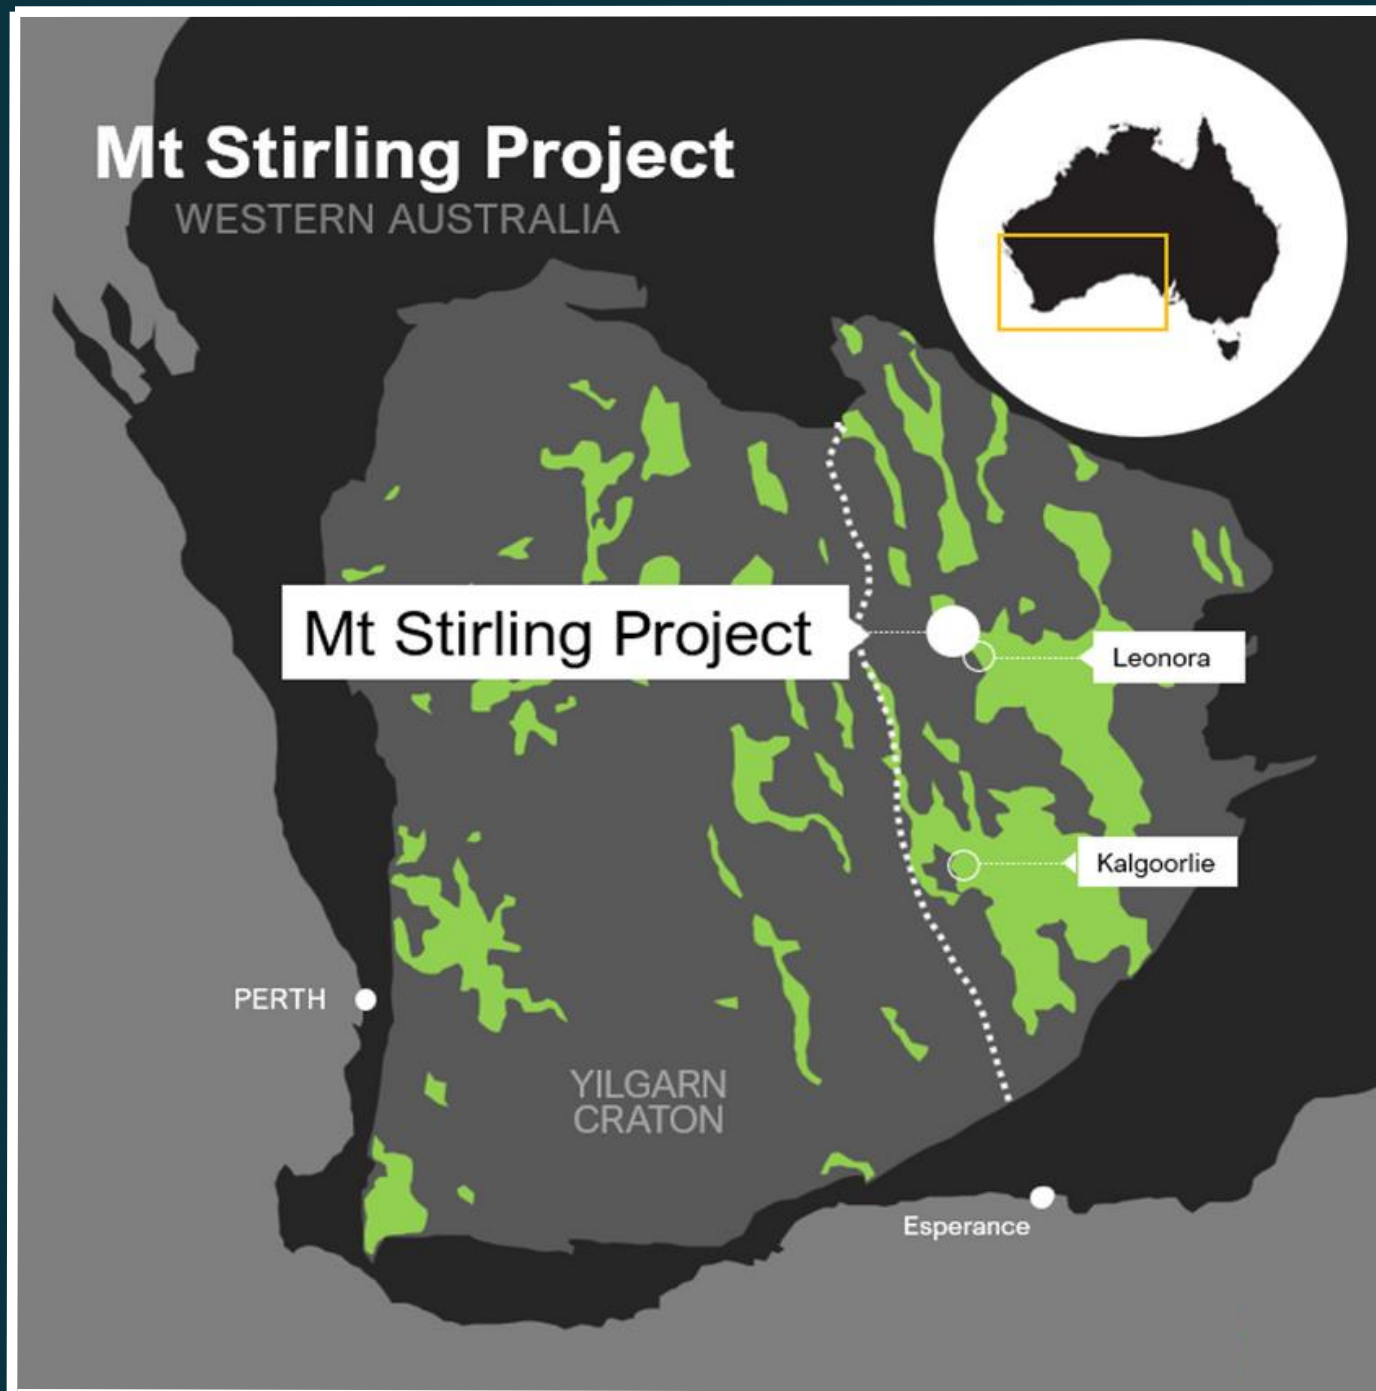 Mt Stirling Project
WESTERN AUSTRALIA
Mt Stirling Project
Leonora
Kalgoorlie
PERTH
YILGARN
CRATON
Esperance